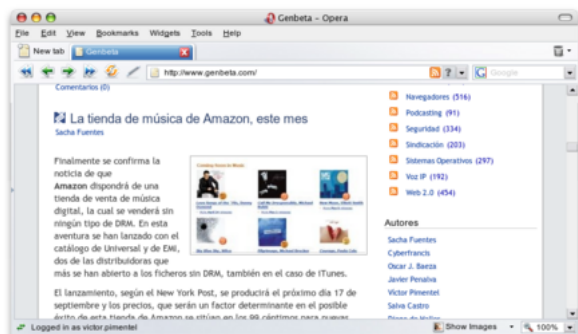 Genbeta - Opera
File Edit View Bookmarks Widgets Tools Help
New tab Genbeta
http://www.genbeta.com/ ? Google
Comentarios (0)
La tienda de música de Amazon, este mes
Sacha Fuentes
Finalmente se confirma la
noticia de que
Amazon dispondrá de una
tienda de venta de música
digital, la cual se venderá sin
ningún tipo de DRM. En esta
aventura se han lanzado con el
catálogo de Universal y de EMI,
dos de las distribuidoras que
más se han abierto a los ficheros sin DRM, también en el caso de iTunes.
El lanzamiento, según el New York Post, se producirá el próximo día 17 de
septiembre y los precios, que serán un factor determinante en el posible
éxito de esta tienda de Amazon se sitúan en los 99 céntimos para nuevas
Coming Soon in Music
Navegadores (516)
Podcasting (91)
Seguridad (334)
Sindicación (203)
Sistemas Operativos (297)
Voz IP (192)
Web 2.0 (454)
Autores
Sacha Fuentes
Cyberfrancis
Oscar J. Baeza
Javier Penalva
Víctor Pimentel
Salva Castro
Logged in as victor pimentel
Show Images 100%